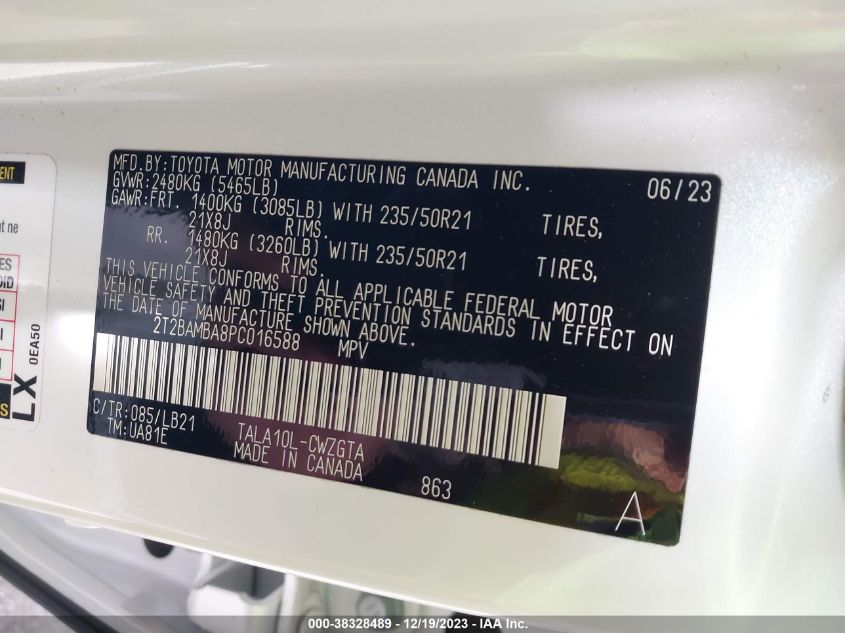 MFD.BY:TOYOTA MOTOR MANUFACTURING CANADA INC. 06/23
GVWR:2480KG (5465LB)
GAWR:FRT. 1400KG (3085LB) WITH 235/50R21 TIRES,
21X8J RIMS.
RR. 1480KG (3260LB) WITH 235/50R21 TIRES,
21X8J RIMS.
THIS VEHICLE CONFORMS TO ALL APPLICABLE FEDERAL MOTOR
VEHICLE SAFETY AND THEFT PREVENTION STANDARDS IN EFFECT ON
THE DATE OF MANUFACTURE SHOWN ABOVE.
2T2BAMBA8PC016588 MPV
C/TR:085/LB21 TALA10L-CWZGTA
TM:UA81E MADE IN CANADA 863
A
LX
0EA50
000-38328489 - 12/19/2023 - IAA Inc.